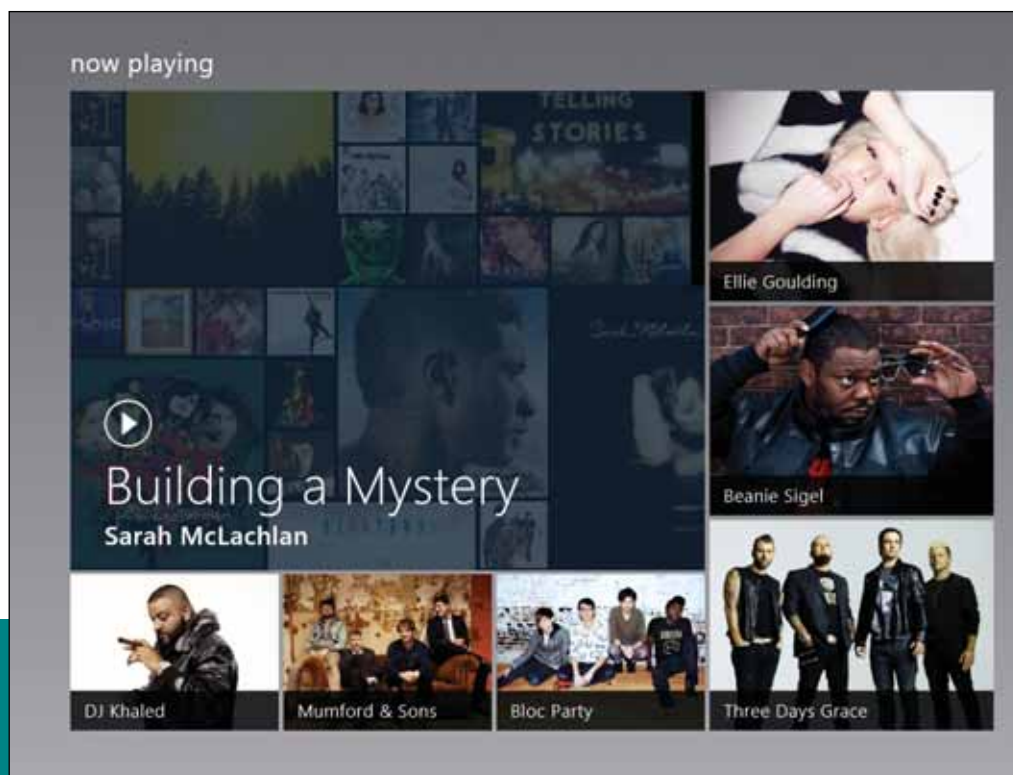 now playing
TELLING
STORIES
Building a Mystery
Sarah McLachlan
Ellie Goulding
Beanie Sigel
Three Days Grace
DJ Khaled
Mumford & Sons
Bloc Party